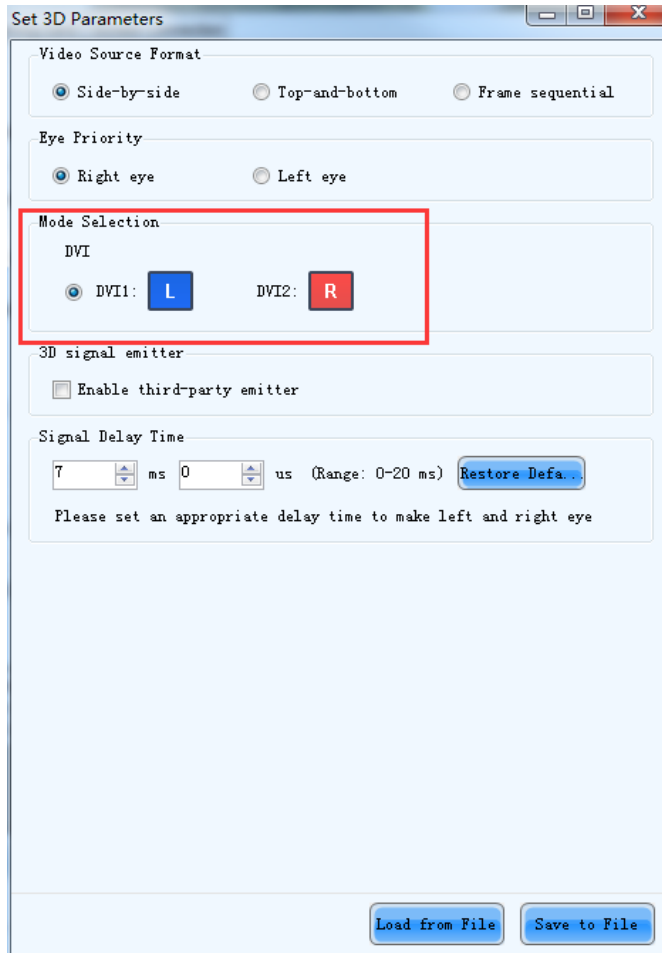 Set 3D Parameters
Video Source Format
Side-by-side Top-and-bottom Frame sequential
Eye Priority
Right eye Left eye
Mode Selection
DVI
DVI1: L DVI2: R
3D signal emitter
Enable third-party emitter
Signal Delay Time
7 ms 0 us (Range: 0-20 ms) Restore Defa...
Please set an appropriate delay time to make left and right eye
Load from File Save to File